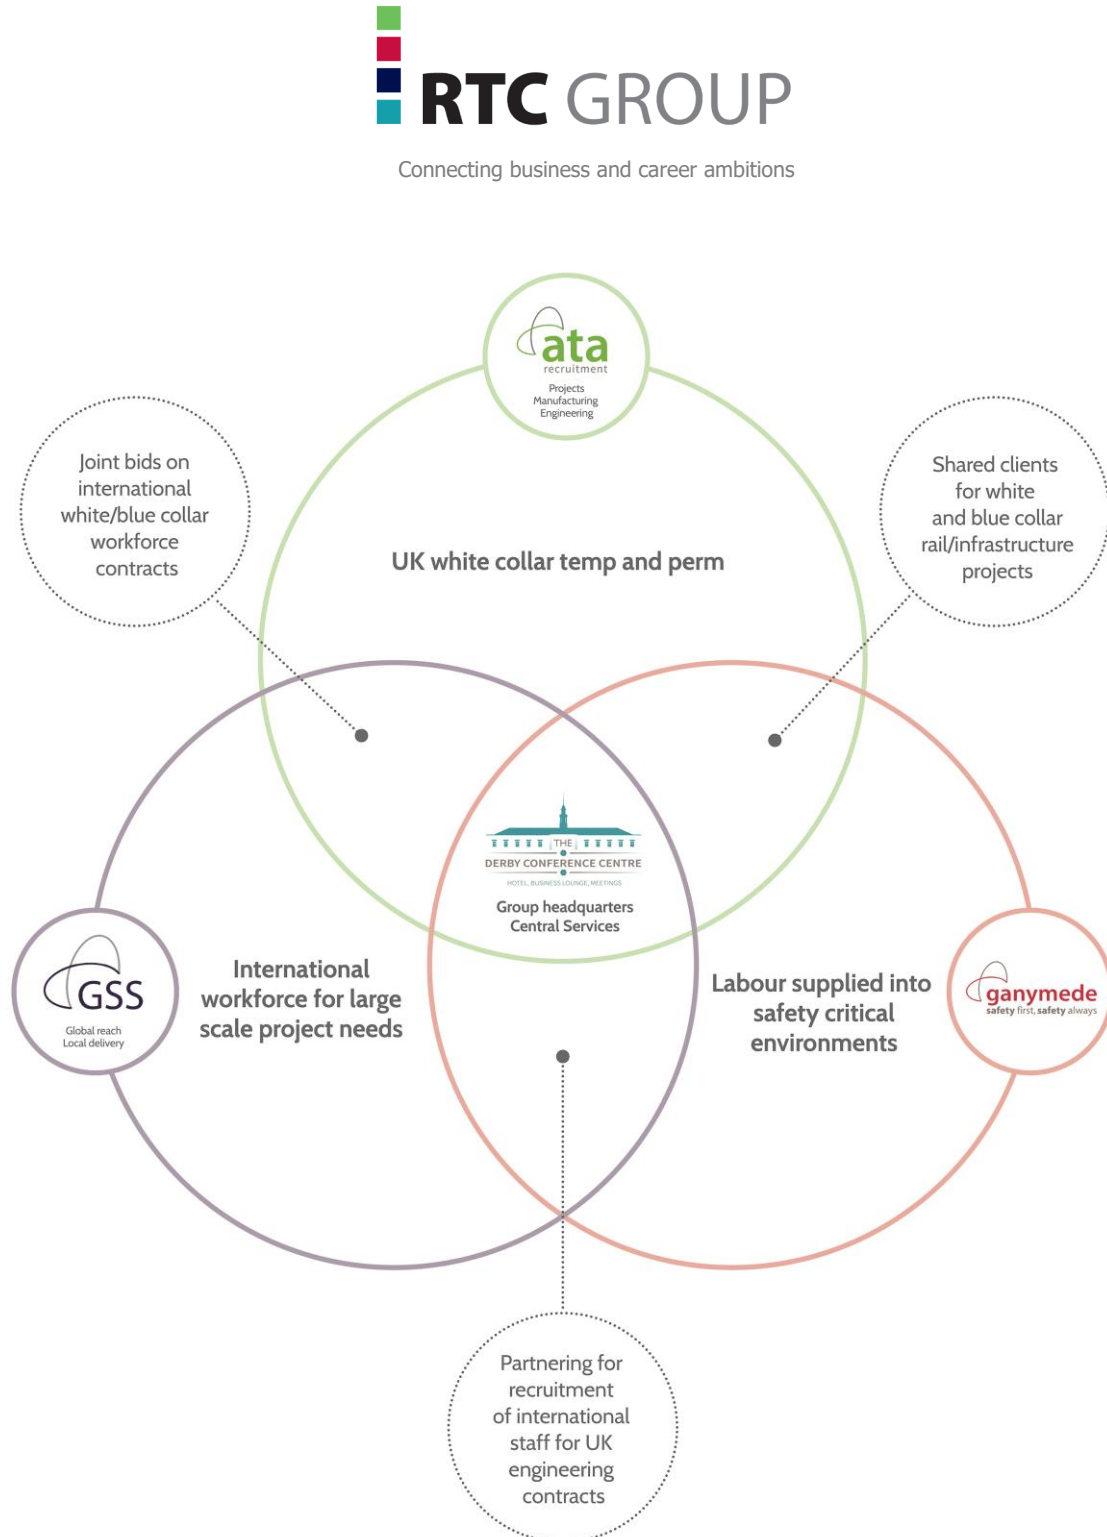 RTC GROUP
Connecting business and career ambitions
ata
recruitment
Projects
Manufacturing
Engineering
Joint bids on
international
white/blue collar
workforce
contracts
Shared clients
for white
and blue collar
rail/infrastructure
projects
UK white collar temp and perm
THE
DERBY CONFERENCE CENTRE
HOTEL, BUSINESS LOUNGE, MEETINGS
Group headquarters
Central Services
GSS
Global reach
Local delivery
International
workforce for large
scale project needs
Labour supplied into
safety critical
environments
ganymede
safety first, safety always
Partnering for
recruitment
of international
staff for UK
engineering
contracts